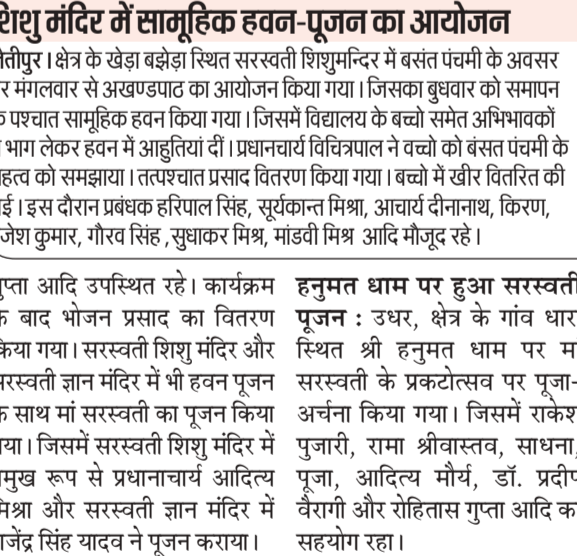 शिशु मंदिर में सामूहिक हवन-पूजन का आयोजन
जैतीपुर । क्षेत्र के खेड़ा बझेड़ा स्थित सरस्वती शिशुमन्दिर में बसंत पंचमी के अवसर
र मंगलवार से अखण्डपाठ का आयोजन किया गया । जिसका बुधवार को समापन
के पश्चात सामूहिक हवन किया गया । जिसमें विद्यालय के बच्चो समेत अभिभावकों
भाग लेकर हवन में आहुतियां दीं । प्रधानचार्य विचित्रपाल ने वच्चो को बंसत पंचमी के
हत्व को समझाया । तत्पश्चात प्रसाद वितरण किया गया । बच्चो में खीर वितरित की
ई । इस दौरान प्रबंधक हरिपाल सिंह, सूर्यकान्त मिश्रा, आचार्य दीनानाथ, किरण,
जेश कुमार, गौरव सिंह ,सुधाकर मिश्र, मांडवी मिश्र आदि मौजूद रहे ।
गुप्ता आदि उपस्थित रहे। कार्यक्रम
के बाद भोजन प्रसाद का वितरण
किया गया। सरस्वती शिशु मंदिर और
सरस्वती ज्ञान मंदिर में भी हवन पूजन
के साथ मां सरस्वती का पूजन किया
गया। जिसमें सरस्वती शिशु मंदिर में
मुख रूप से प्रधानाचार्य आदित्य
मिश्रा और सरस्वती ज्ञान मंदिर में
जेंद्र सिंह यादव ने पूजन कराया।
हनुमत धाम पर हुआ सरस्वती
पूजन : उधर, क्षेत्र के गांव धार
स्थित श्री हनुमत धाम पर म
सरस्वती के प्रकटोत्सव पर पूजा-
अर्चना किया गया। जिसमें राकेश
पुजारी, रामा श्रीवास्तव, साधना,
पूजा, आदित्य मौर्य, डॉ. प्रदीप
वैरागी और रोहितास गुप्ता आदि क
सहयोग रहा।